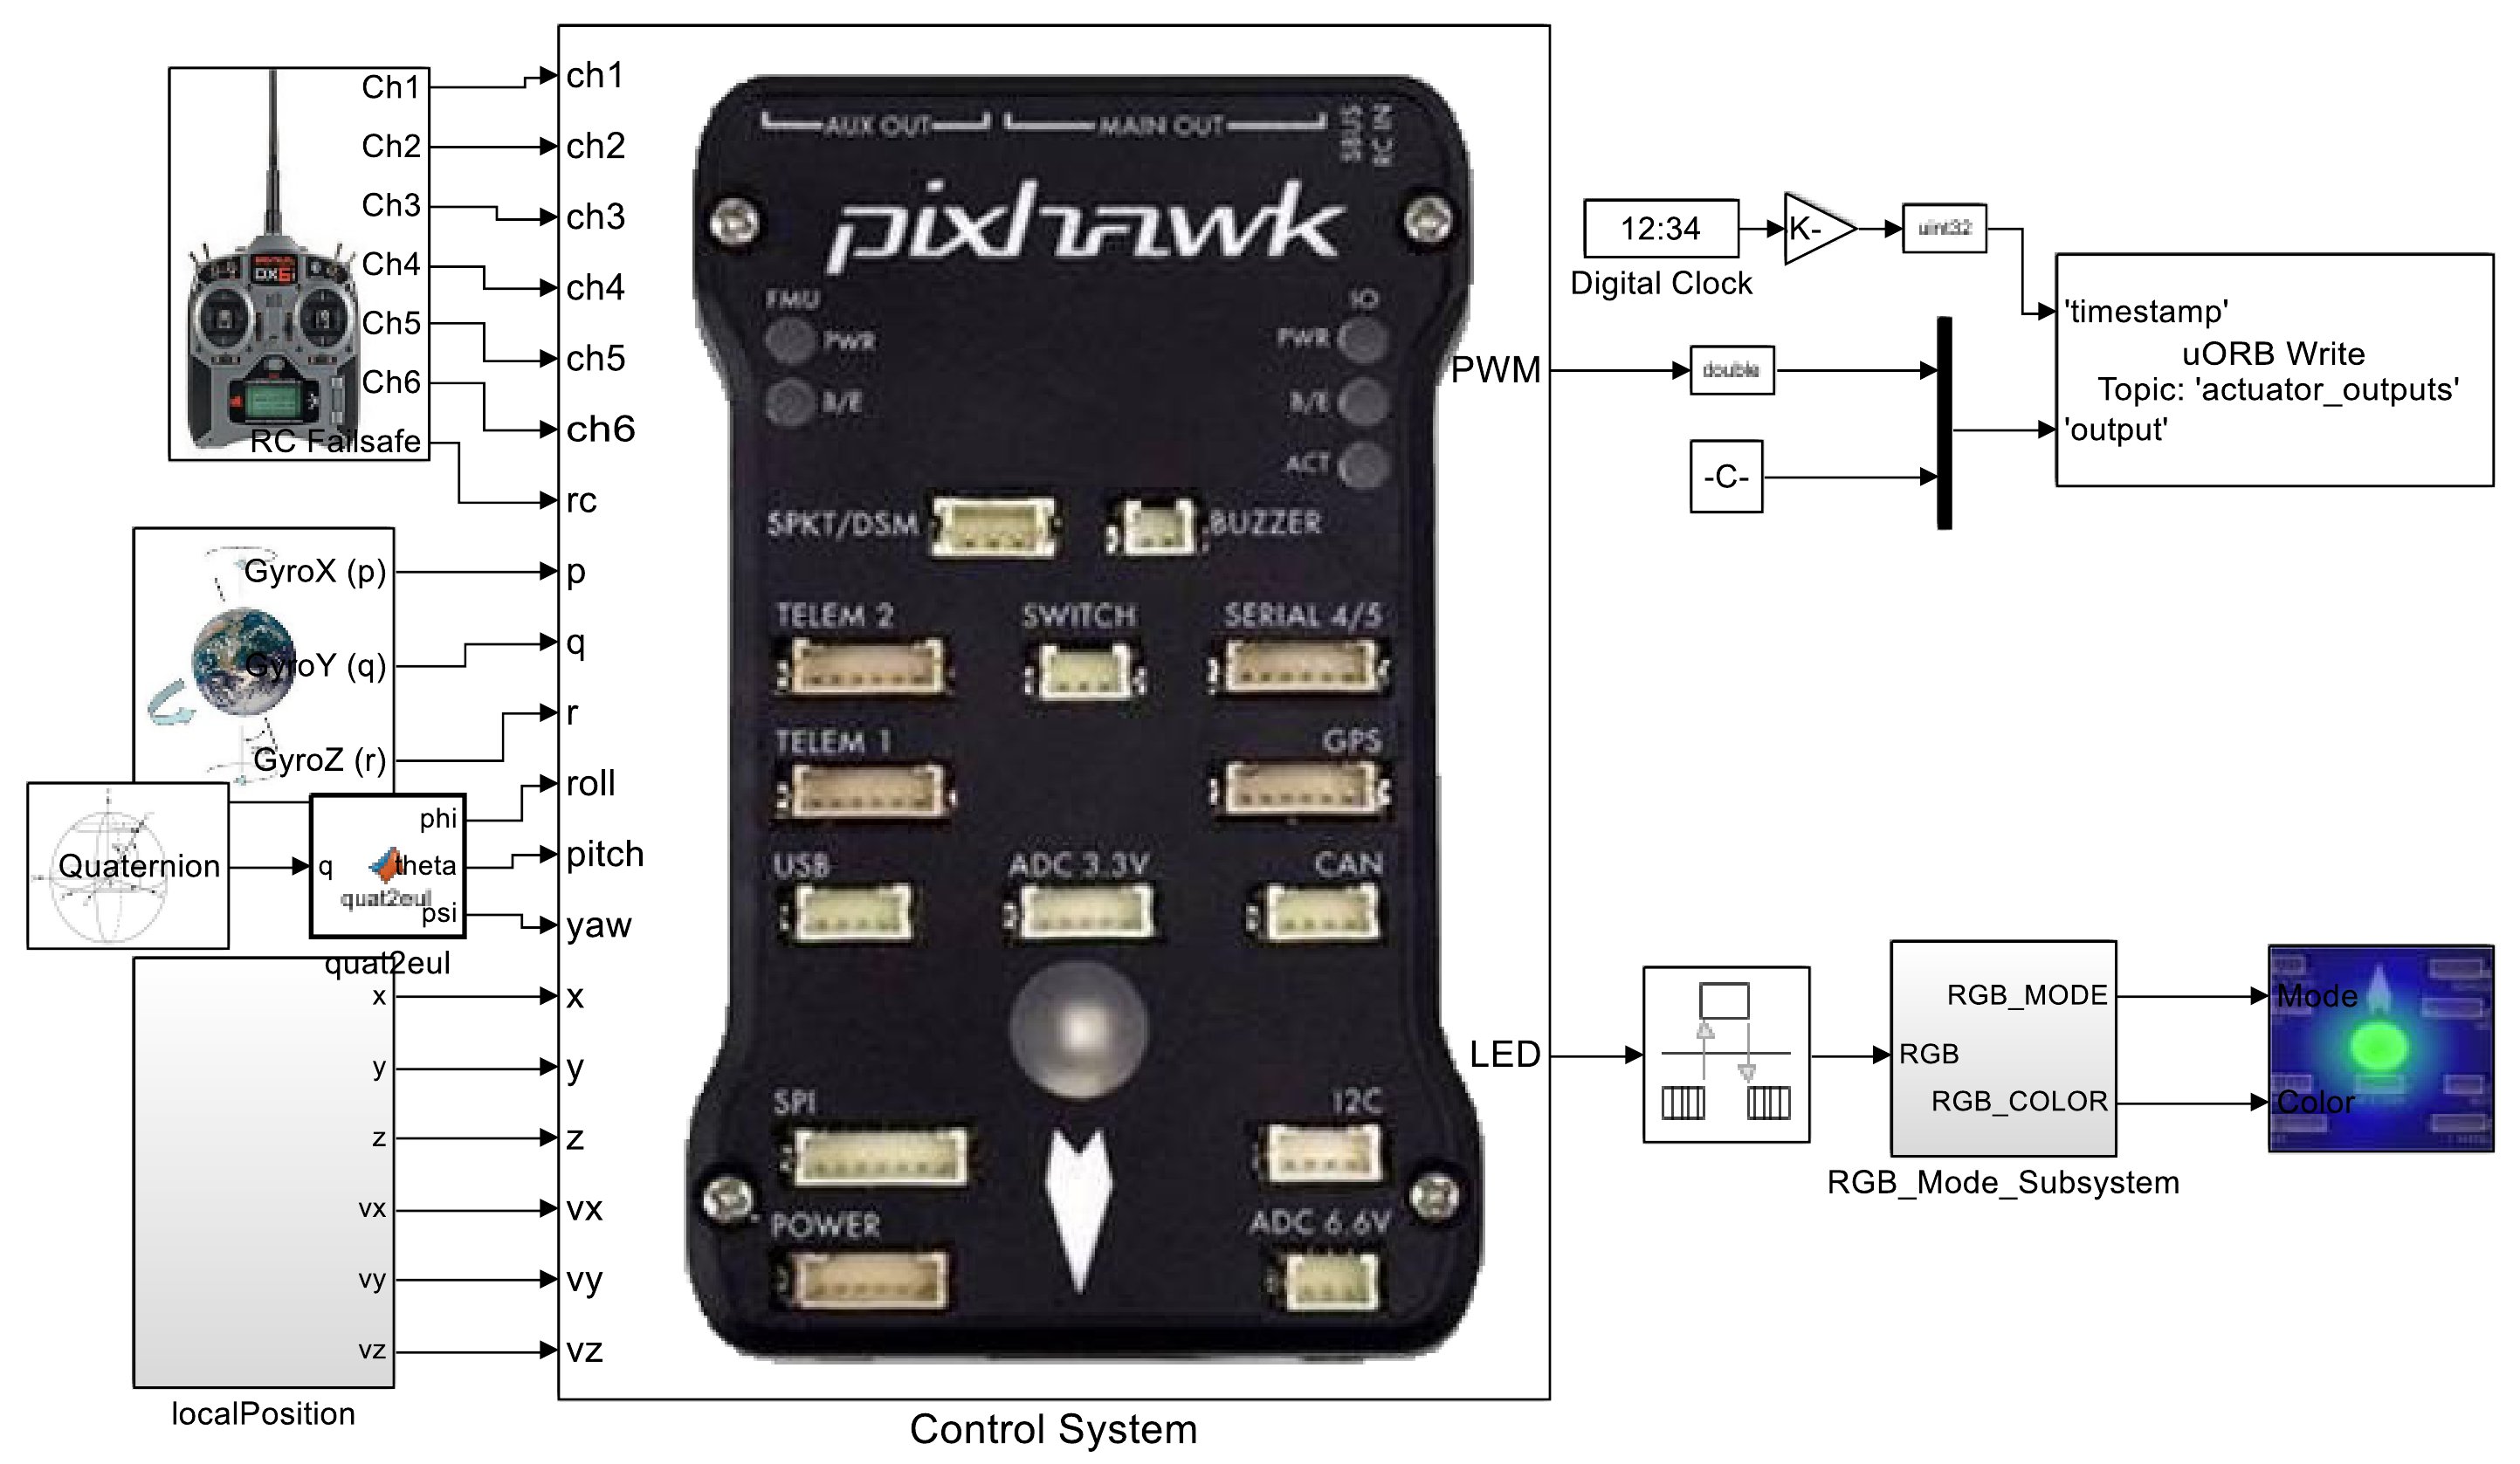 Ch1
Ch2
Ch3
Ch4
Ch5
Ch6
RC Failsafe
DX6i
GyroX (p)
GyroY (q)
GyroZ (r)
Quaternion
q
phi
theta
psi
quat2eul
quat2eul
x
y
z
vx
vy
vz
localPosition
ch1
ch2
ch3
ch4
ch5
ch6
rc
p
q
r
roll
pitch
yaw
x
y
z
vx
vy
vz
AUX OUT
MAIN OUT
SBUS
RC IN
pixhawk
FMU
IO
PWR
PWR
B/E
B/E
ACT
SPKT/DSM
BUZZER
TELEM 2
SWITCH
SERIAL 4/5
TELEM 1
GPS
USB
ADC 3.3V
CAN
SPI
I2C
POWER
ADC 6.6V
PWM
LED
Control System
12:34
Digital Clock
K-
uint32
double
-C-
'timestamp'
uORB Write
Topic: 'actuator_outputs'
'output'
RGB
RGB_MODE
RGB_COLOR
RGB_Mode_Subsystem
Mode
Color